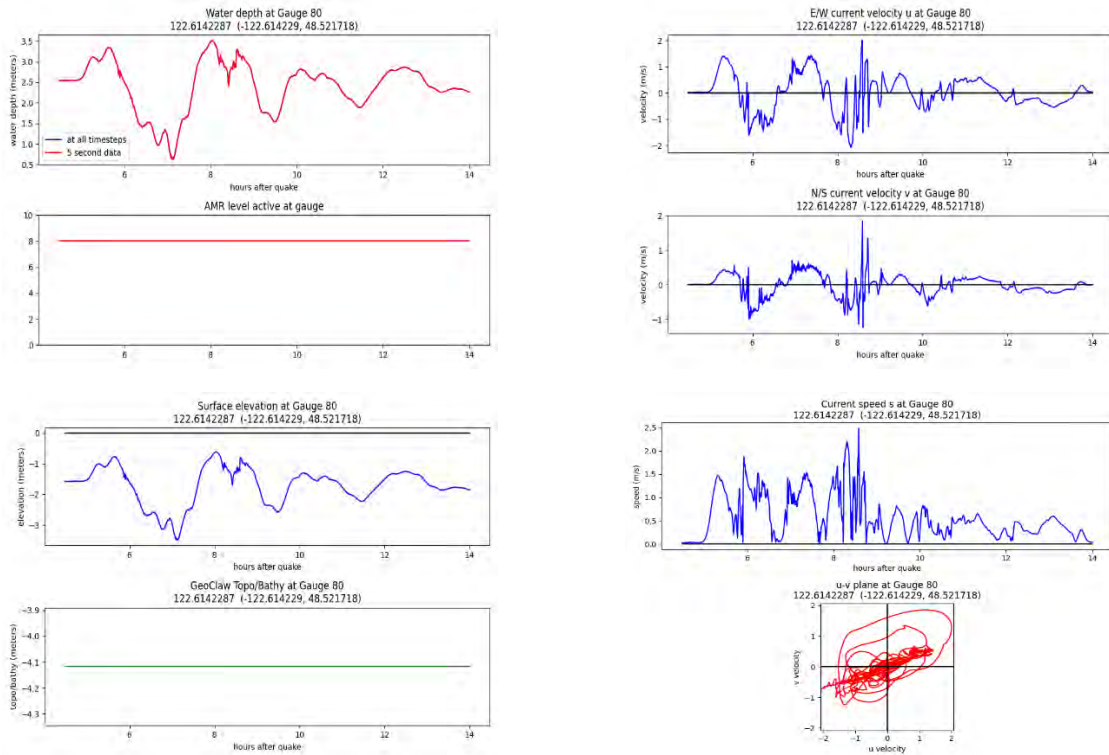 Water depth at Gauge 80
122.6142287 (-122.614229, 48.521718)
water depth (meters)
3.5
3.0
2.5
2.0
1.5
1.0
0.5
at all timesteps
5 second data
6 8 10 12 14
hours after quake
AMR level active at gauge
10
8
6
4
2
0
6 8 10 12 14
Surface elevation at Gauge 80
122.6142287 (-122.614229, 48.521718)
elevation (meters)
0
−1
−2
−3
6 8 10 12 14
hours after quake
GeoClaw Topo/Bathy at Gauge 80
122.6142287 (-122.614229, 48.521718)
topo/bathy (meters)
−3.9
−4.0
−4.1
−4.2
−4.3
6 8 10 12 14
hours after quake
E/W current velocity u at Gauge 80
122.6142287 (-122.614229, 48.521718)
velocity (m/s)
2
1
0
−1
−2
6 8 10 12 14
hours after quake
N/S current velocity v at Gauge 80
122.6142287 (-122.614229, 48.521718)
velocity (m/s)
2
1
0
−1
6 8 10 12 14
hours after quake
Current speed s at Gauge 80
122.6142287 (-122.614229, 48.521718)
speed (m/s)
2.5
2.0
1.5
1.0
0.5
0.0
6 8 10 12 14
hours after quake
u-v plane at Gauge 80
122.6142287 (-122.614229, 48.521718)
v velocity
2
1
0
−1
−2
−2 −1 0 1 2
u velocity